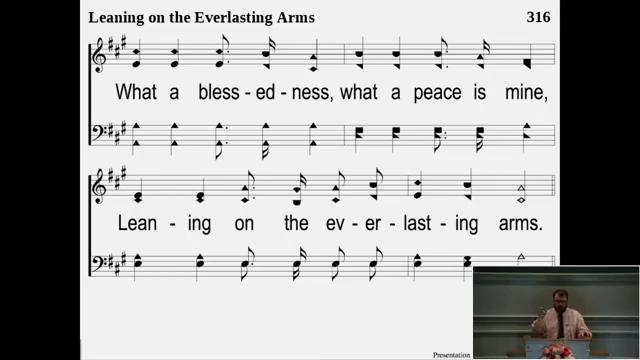 Leaning on the Everlasting Arms 316
What a bless - ed - ness, what a peace is mine,
Lean - ing on the ev - er - last - ing arms.
Presentation